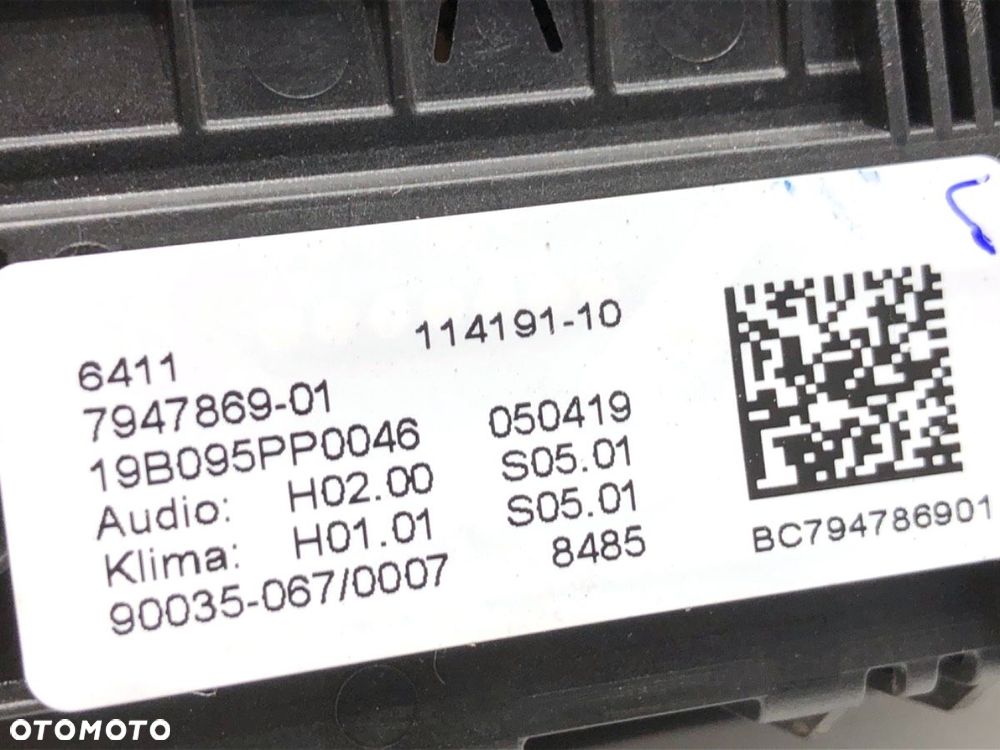 6411 114191-10
7947869-01
19B095PP0046 050419
Audio: H02.00 S05.01
Klima: H01.01 S05.01
90035-067/0007 8485
BC794786901
OTOMOTO